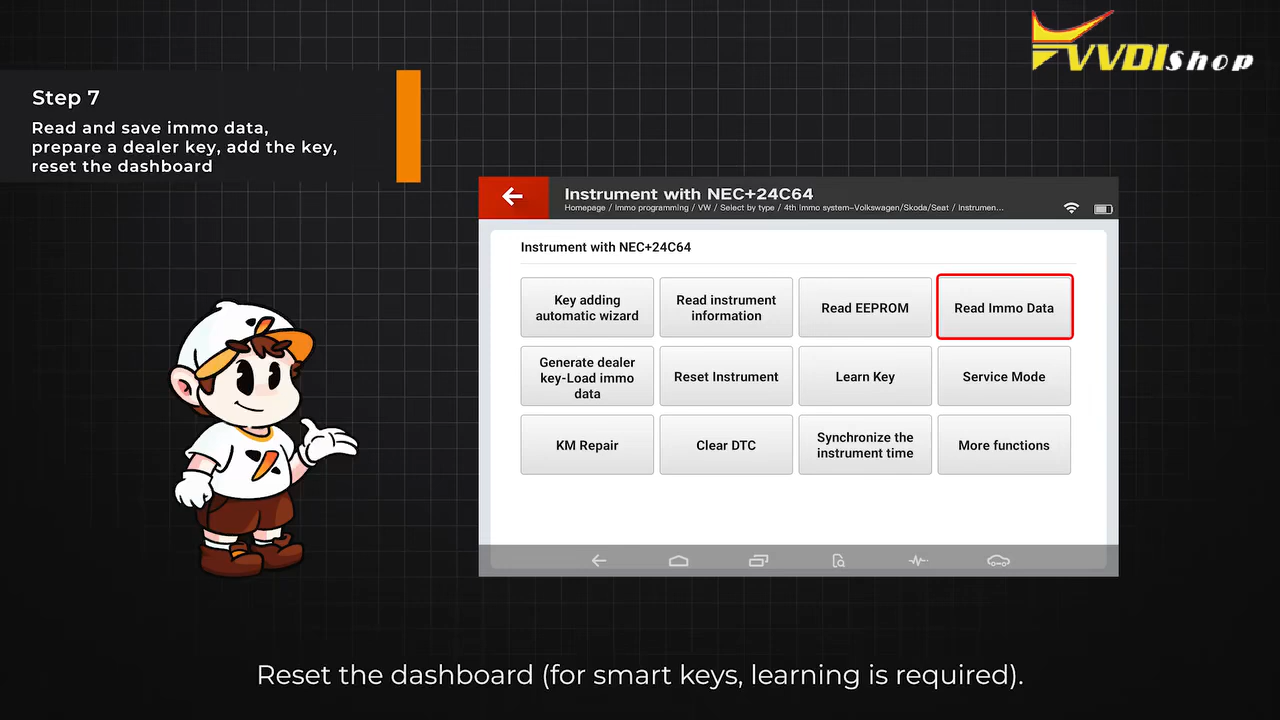 VVDIShop
Step 7
Read and save immo data,
prepare a dealer key, add the key,
reset the dashboard
Instrument with NEC+24C64
Homepage / Immo programming / VW / Select by type / 4th immo system-Volkswagen/Skoda/Seat / Instrumen...
Instrument with NEC+24C64
Key adding
automatic wizard
Read instrument
information
Read EEPROM
Read Immo Data
Generate dealer
key-Load immo
data
Reset Instrument
Learn Key
Service Mode
KM Repair
Clear DTC
Synchronize the
instrument time
More functions
Reset the dashboard (for smart keys, learning is required).